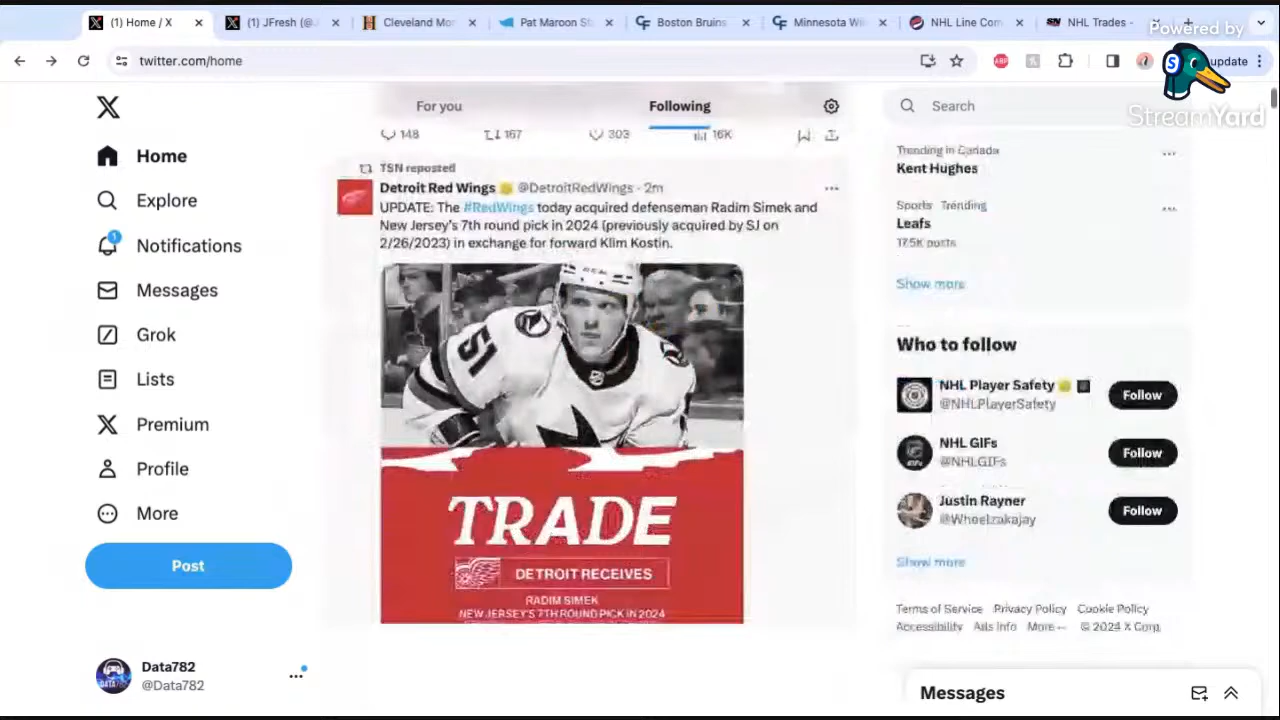 (1) Home / X
(1) JFresh (@J
Cleveland Mo
Pat Maroon St
Boston Bruins
Minnesota Wi
NHL Line Com
NHL Trades -
Powered by
twitter.com/home
ABP
update
StreamYard
For you
Following
Search
148
167
303
16K
Home
Explore
1
Notifications
Messages
Grok
Lists
Premium
Profile
More
Post
Data782
@Data782
TSN reposted
Detroit Red Wings @DetroitRedWings · 2m
UPDATE: The #RedWings today acquired defenseman Radim Simek and
New Jersey's 7th round pick in 2024 (previously acquired by SJ on
2/26/2023) in exchange for forward Klim Kostin.
51
TRADE
DETROIT RECEIVES
RADIM SIMEK
NEW JERSEY'S 7TH ROUND PICK IN 2024
Trending in Canada
Kent Hughes
Sports · Trending
Leafs
17.5K posts
Show more
Who to follow
NHL Player Safety
@NHLPlayerSafety
Follow
NHL GIFs
@NHLGIFs
Follow
Justin Rayner
@Wheelzakajay
Follow
Show more
Terms of Service Privacy Policy Cookie Policy
Accessibility Ads info More ··· © 2024 X Corp.
Messages